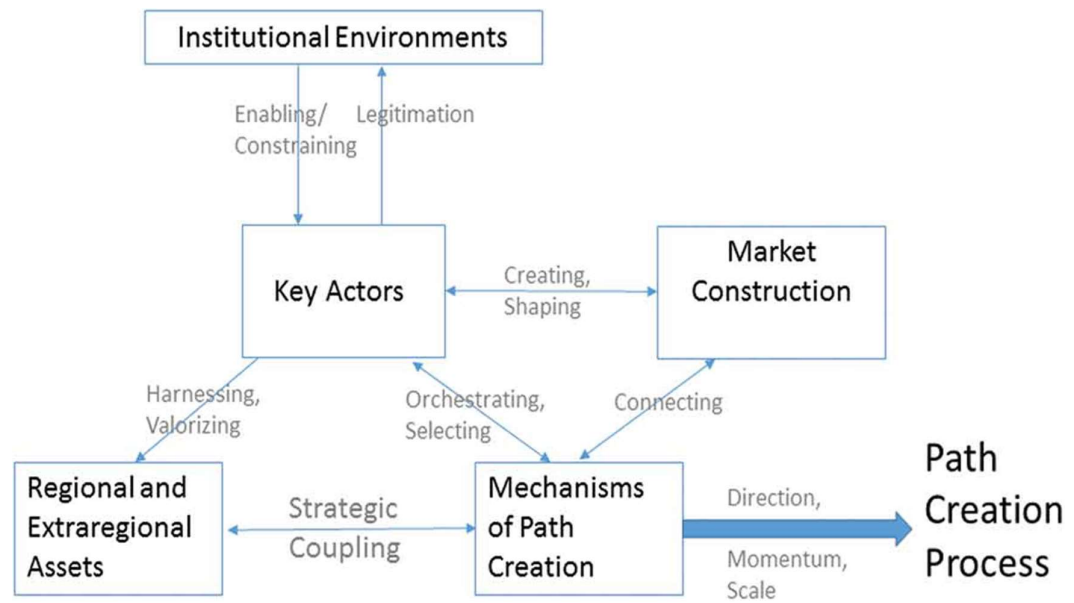 Institutional Environments
Enabling/
Constraining
Legitimation
Key Actors
Creating,
Shaping
Market
Construction
Harnessing,
Valorizing
Orchestrating,
Selecting
Connecting
Regional and
Extraregional
Assets
Strategic
Coupling
Mechanisms
of Path
Creation
Direction,
Momentum,
Scale
Path
Creation
Process